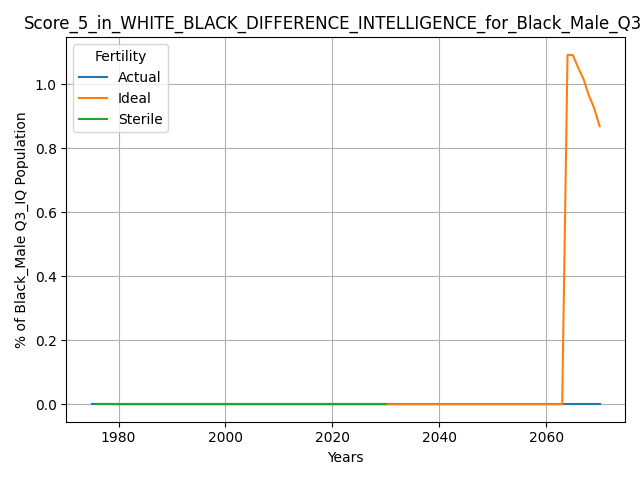 Score_5_in_WHITE_BLACK_DIFFERENCE_INTELLIGENCE_for_Black_Male_Q3
Fertility
Actual
Ideal
Sterile
% of Black_Male Q3_IQ Population
1.0
0.8
0.6
0.4
0.2
0.0
1980 2000 2020 2040 2060
Years